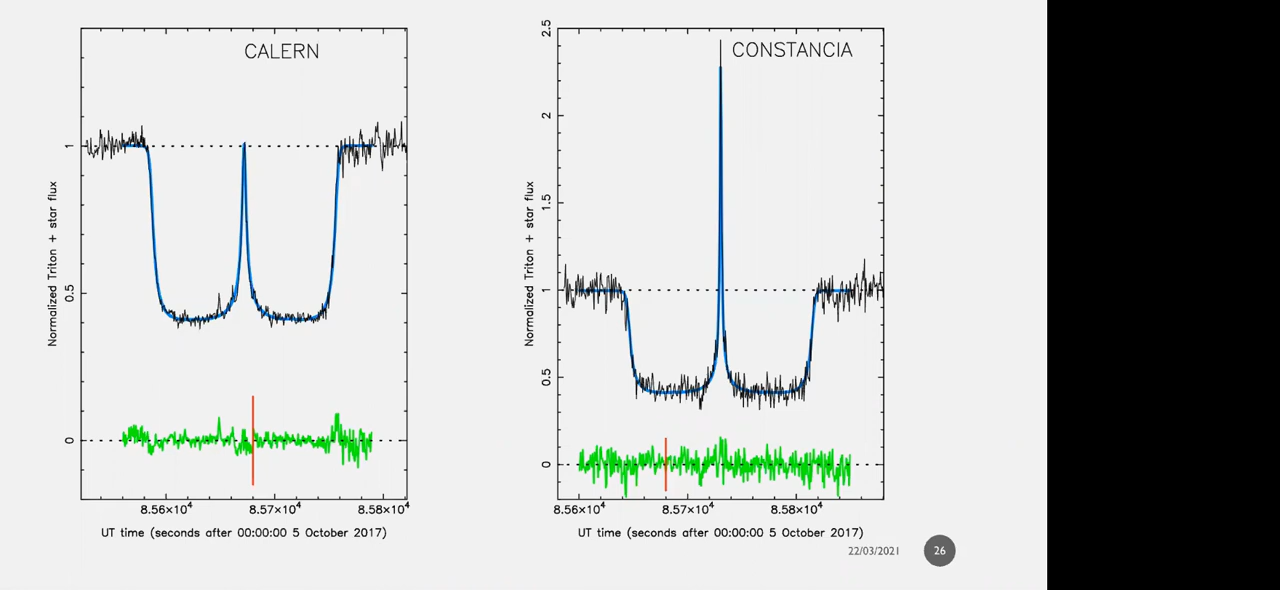 CALERN
Normalized Triton + star flux
1
0.5
0
8.56×10⁴ 8.57×10⁴ 8.58×10⁴
UT time (seconds after 00:00:00 5 October 2017)
CONSTANCIA
Normalized Triton + star flux
2.5
2
1.5
1
0.5
0
8.56×10⁴ 8.57×10⁴ 8.58×10⁴
UT time (seconds after 00:00:00 5 October 2017)
22/03/2021
26